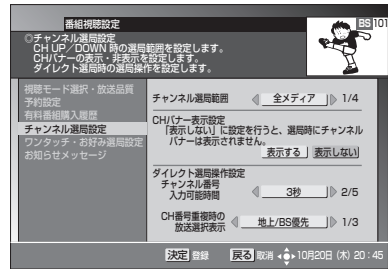 番組視聴設定
BS101
◎チャンネル選局設定
CH UP/DOWN 時の選局範囲を設定します。
CHバナーの表示・非表示を設定します。
ダイレクト選局時の選局操作を設定します。
視聴モード選択・放送品質
予約設定
有料番組購入履歴
チャンネル選局設定
ワンタッチ・お好み選局設定
お知らせメッセージ
チャンネル選局範囲 全メディア 1/4
CHバナー表示設定
「表示しない」に設定を行うと、選局時にチャンネル
バナーは表示されません。
表示する 表示しない
ダイレクト選局操作設定
チャンネル番号
入力可能時間 3秒 2/5
CH番号重複時の
放送選択表示 地上/BS優先 1/3
決定 登録 戻る 取消 10月20日 (木) 20:45